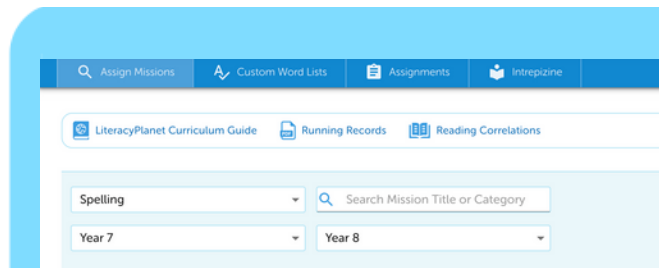 Assign Missions Custom Word Lists Assignments Intrepizine
LiteracyPlanet Curriculum Guide Running Records Reading Correlations
Spelling Search Mission Title or Category
Year 7 Year 8